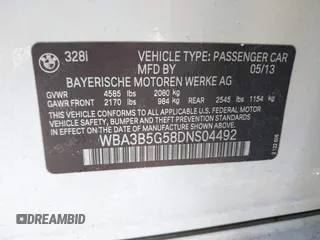 328i
VEHICLE TYPE: PASSENGER CAR
MFD BY 05/13
BAYERISCHE MOTOREN WERKE AG
GVWR 4585 lbs 2080 kg
GAWR FRONT 2170 lbs 984 kg REAR 2545 lbs 1154 kg
THIS VEHICLE CONFORMS TO ALL APPLICABLE
FEDERAL MOTOR VEHICLE SAFETY, BUMPER,
AND THEFT PREVENTION STANDARDS IN EFFECT
ON THE DATE OF MANUFACTURE SHOWN ABOVE.
WBA3B5G58DNS04492
DREAMBID